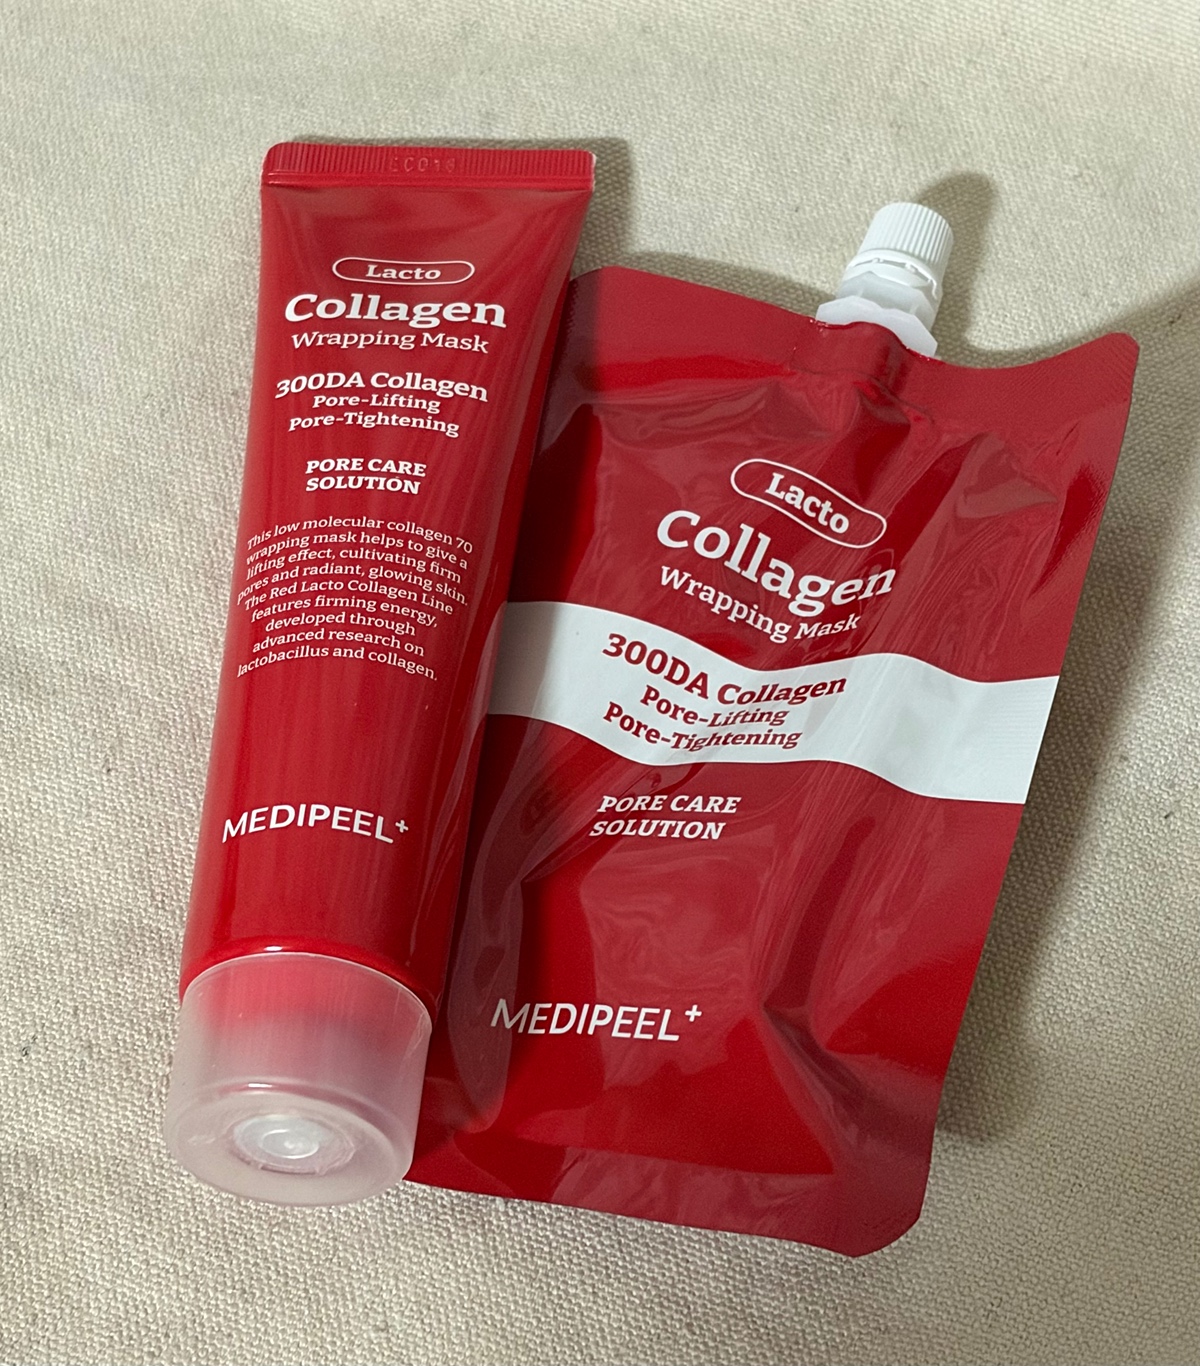 Lacto
Collagen
Wrapping Mask
300DA Collagen
Pore-Lifting
Pore-Tightening
PORE CARE
SOLUTION
This low molecular collagen 70
wrapping mask helps to give a
lifting effect, cultivating firm
pores and radiant, glowing skin.
The Red Lacto Collagen Line
features firming energy,
developed through
advanced research on
lactobacillus and collagen.
MEDIPEEL+
Lacto
Collagen
Wrapping Mask
300DA Collagen
Pore-Lifting
Pore-Tightening
PORE CARE
SOLUTION
MEDIPEEL+